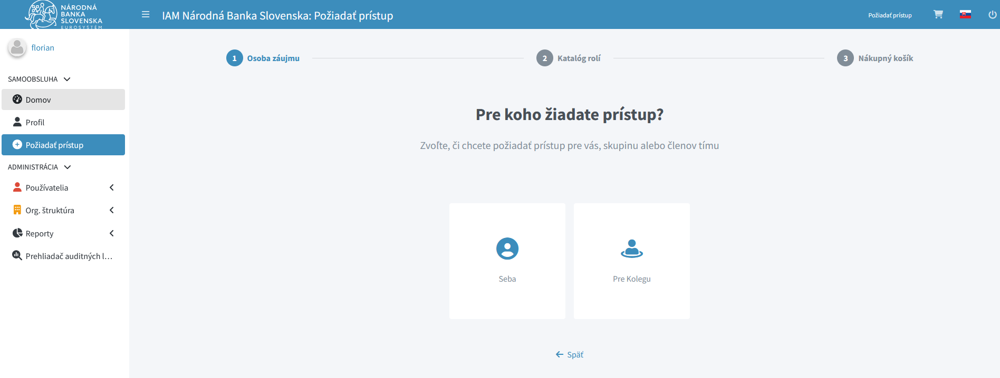 NÁRODNÁ
BANKA
SLOVENSKA
EUROSYSTÉM
IAM Národná Banka Slovenska: Požiadať prístup
Požiadať prístup
florian
SAMOOBSLUHA
Domov
Profil
Požiadať prístup
ADMINISTRÁCIA
Používatelia
Org. štruktúra
Reporty
Prehliadač auditných l...
1 Osoba záujmu
2 Katalóg rolí
3 Nákupný košík
Pre koho žiadate prístup?
Zvoľte, či chcete požiadať prístup pre vás, skupinu alebo členov tímu
Seba
Pre Kolegu
Späť